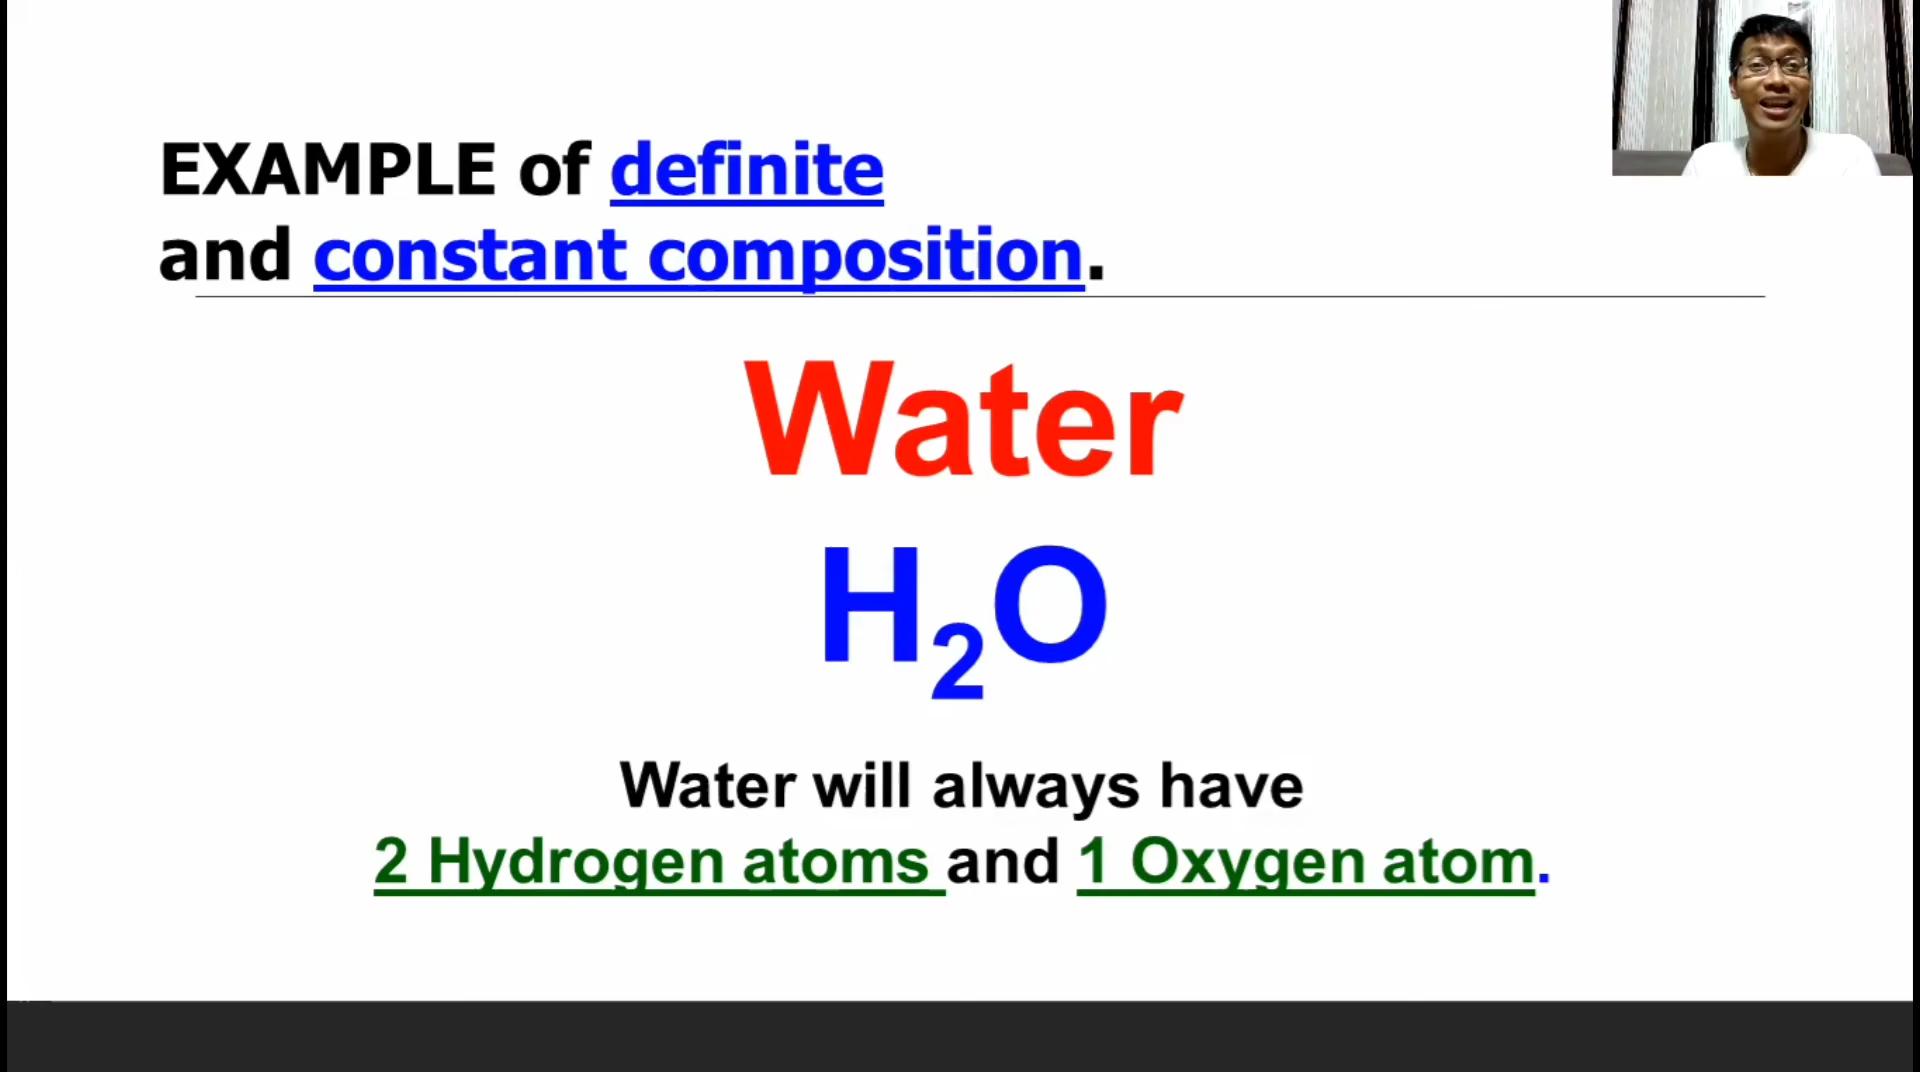 EXAMPLE of definite
and constant composition.
Water
H₂O
Water will always have
2 Hydrogen atoms and 1 Oxygen atom.